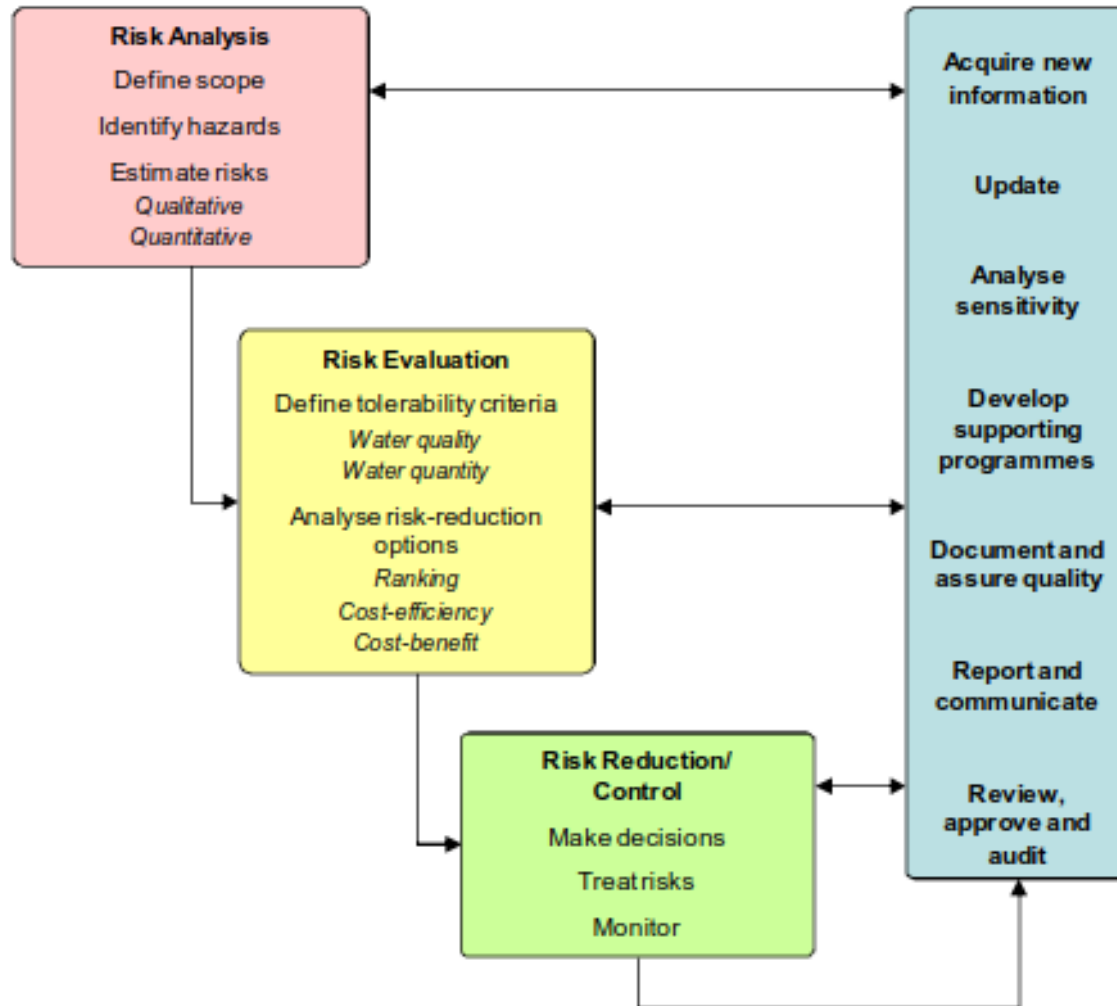 Risk Analysis
Define scope
Identify hazards
Estimate risks
Qualitative
Quantitative
Risk Evaluation
Define tolerability criteria
Water quality
Water quantity
Analyse risk-reduction
options
Ranking
Cost-efficiency
Cost-benefit
Risk Reduction/
Control
Make decisions
Treat risks
Monitor
Acquire new
information
Update
Analyse
sensitivity
Develop
supporting
programmes
Document and
assure quality
Report and
communicate
Review,
approve and
audit